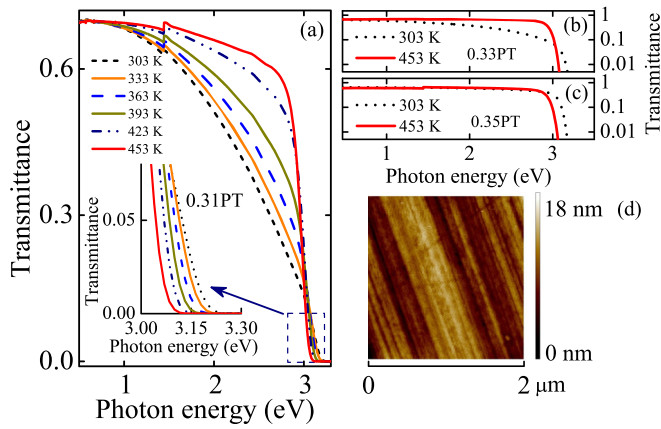 (a)
0.6
0.3
0.0
Transmittance
303 K
333 K
363 K
393 K
423 K
453 K
0.31PT
0.05
0.00
Transmittance
3.00 3.15 3.30
Photon energy (eV)
1 2 3
Photon energy (eV)
(b)
303 K
453 K
0.33PT
1
0.1
0.01
(c)
303 K
453 K
0.35PT
1
0.1
0.01
Transmittance
1 2 3
Photon energy (eV)
18 nm
(d)
0 nm
0 2 μm